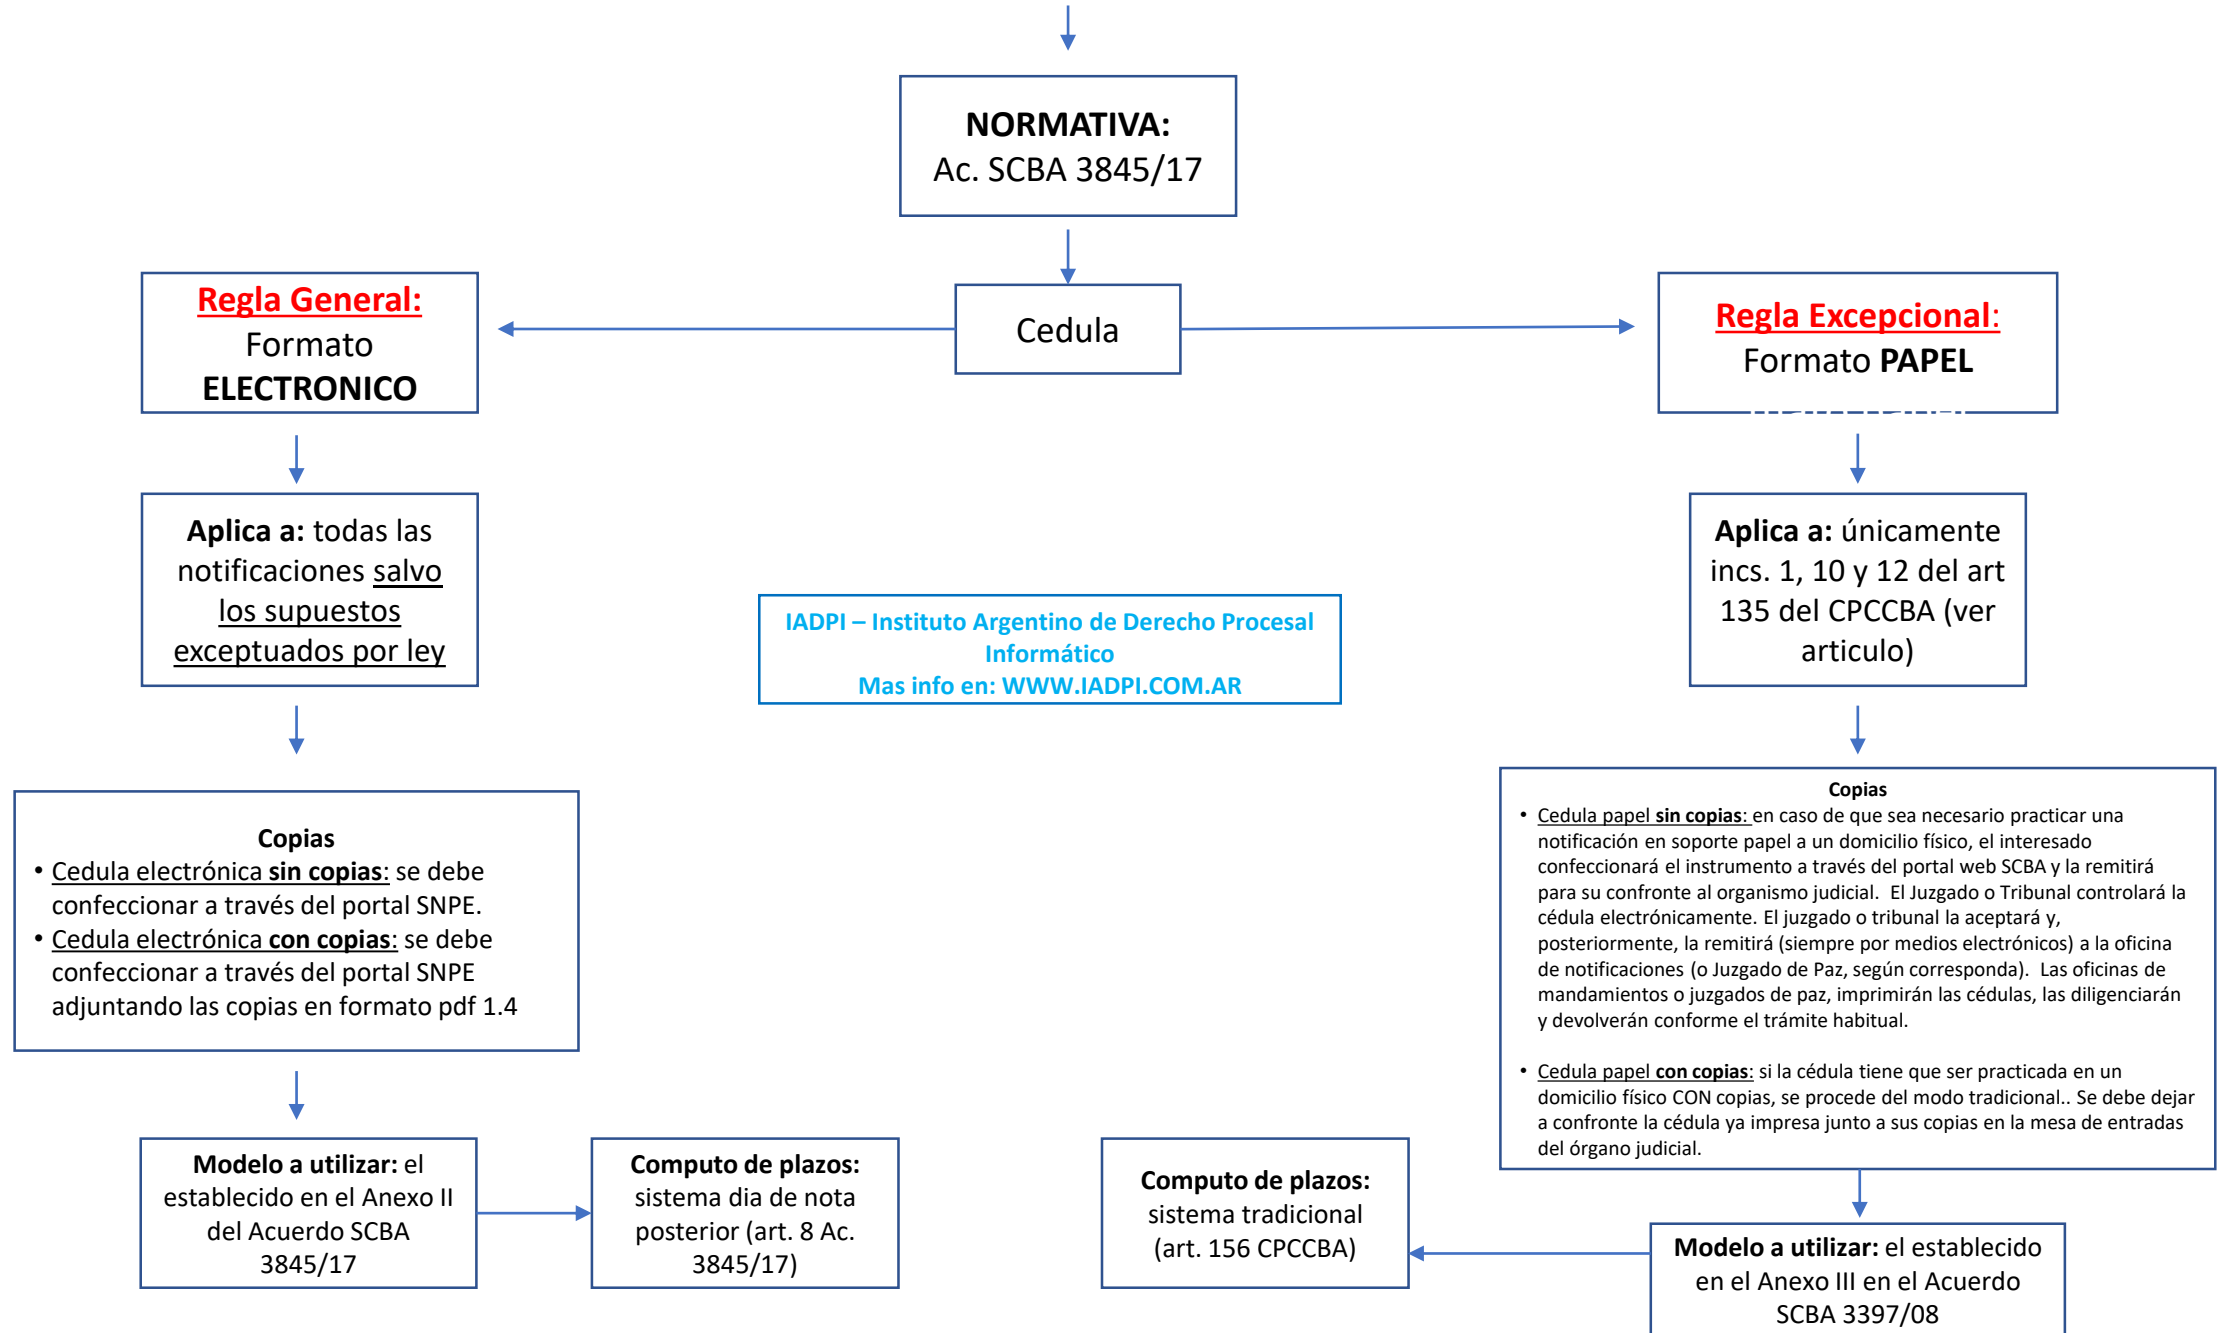 NORMATIVA:
Ac. SCBA 3845/17
Cedula
Regla General:
Formato
ELECTRONICO
Aplica a: todas las
notificaciones salvo
los supuestos
exceptuados por ley
Copias
• Cedula electrónica sin copias: se debe
confeccionar a través del portal SNPE.
• Cedula electrónica con copias: se debe
confeccionar a través del portal SNPE
adjuntando las copias en formato pdf 1.4
Modelo a utilizar: el
establecido en el Anexo II
del Acuerdo SCBA
3845/17
Computo de plazos:
sistema dia de nota
posterior (art. 8 Ac.
3845/17)
IADPI – Instituto Argentino de Derecho Procesal
Informático
Mas info en: WWW.IADPI.COM.AR
Regla Excepcional:
Formato PAPEL
Aplica a: únicamente
incs. 1, 10 y 12 del art
135 del CPCCBA (ver
articulo)
Copias
• Cedula papel sin copias: en caso de que sea necesario practicar una
notificación en soporte papel a un domicilio físico, el interesado
confeccionará el instrumento a través del portal web SCBA y la remitirá
para su confronte al organismo judicial. El Juzgado o Tribunal controlará la
cédula electrónicamente. El juzgado o tribunal la aceptará y,
posteriormente, la remitirá (siempre por medios electrónicos) a la oficina
de notificaciones (o Juzgado de Paz, según corresponda). Las oficinas de
mandamientos o juzgados de paz, imprimirán las cédulas, las diligenciarán
y devolverán conforme el trámite habitual.
• Cedula papel con copias: si la cédula tiene que ser practicada en un
domicilio físico CON copias, se procede del modo tradicional.. Se debe dejar
a confronte la cédula ya impresa junto a sus copias en la mesa de entradas
del órgano judicial.
Modelo a utilizar: el establecido
en el Anexo III en el Acuerdo
SCBA 3397/08
Computo de plazos:
sistema tradicional
(art. 156 CPCCBA)